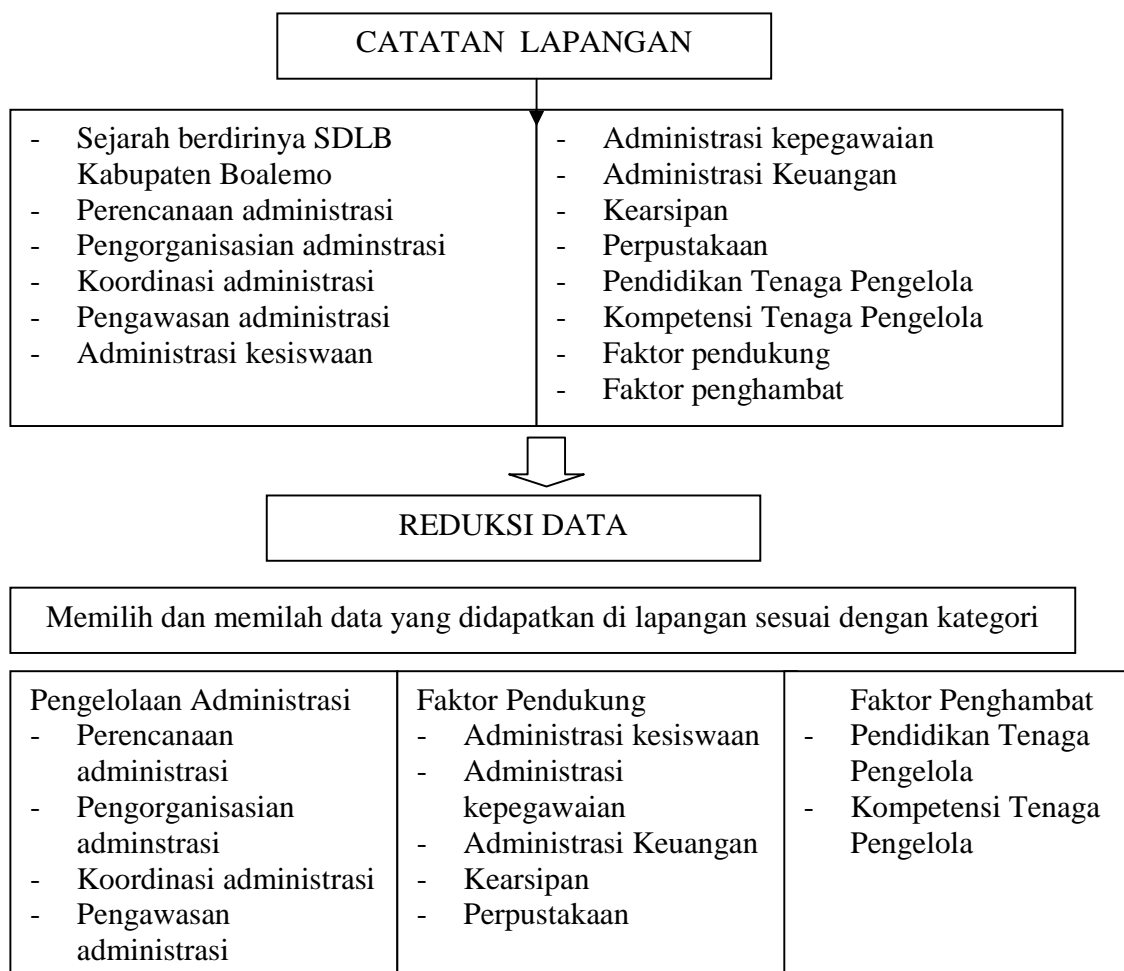 CATATAN LAPANGAN
- Sejarah berdirinya SDLB
Kabupaten Boalemo
- Perencanaan administrasi
- Pengorganisasian adminstrasi
- Koordinasi administrasi
- Pengawasan administrasi
- Administrasi kesiswaan
- Administrasi kepegawaian
- Administrasi Keuangan
- Kearsipan
- Perpustakaan
- Pendidikan Tenaga Pengelola
- Kompetensi Tenaga Pengelola
- Faktor pendukung
- Faktor penghambat
REDUKSI DATA
Memilih dan memilah data yang didapatkan di lapangan sesuai dengan kategori
Pengelolaan Administrasi
- Perencanaan
administrasi
- Pengorganisasian
adminstrasi
- Koordinasi administrasi
- Pengawasan
administrasi
Faktor Pendukung
- Administrasi kesiswaan
- Administrasi
kepegawaian
- Administrasi Keuangan
- Kearsipan
- Perpustakaan
Faktor Penghambat
- Pendidikan Tenaga
Pengelola
- Kompetensi Tenaga
Pengelola